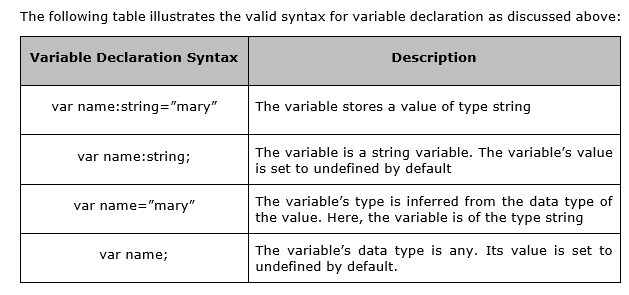 The following table illustrates the valid syntax for variable declaration as discussed above:
Variable Declaration Syntax
Description
var name:string=”mary”
The variable stores a value of type string
var name:string;
The variable is a string variable. The variable’s value
is set to undefined by default
var name=”mary”
The variable’s type is inferred from the data type of
the value. Here, the variable is of the type string
var name;
The variable’s data type is any. Its value is set to
undefined by default.